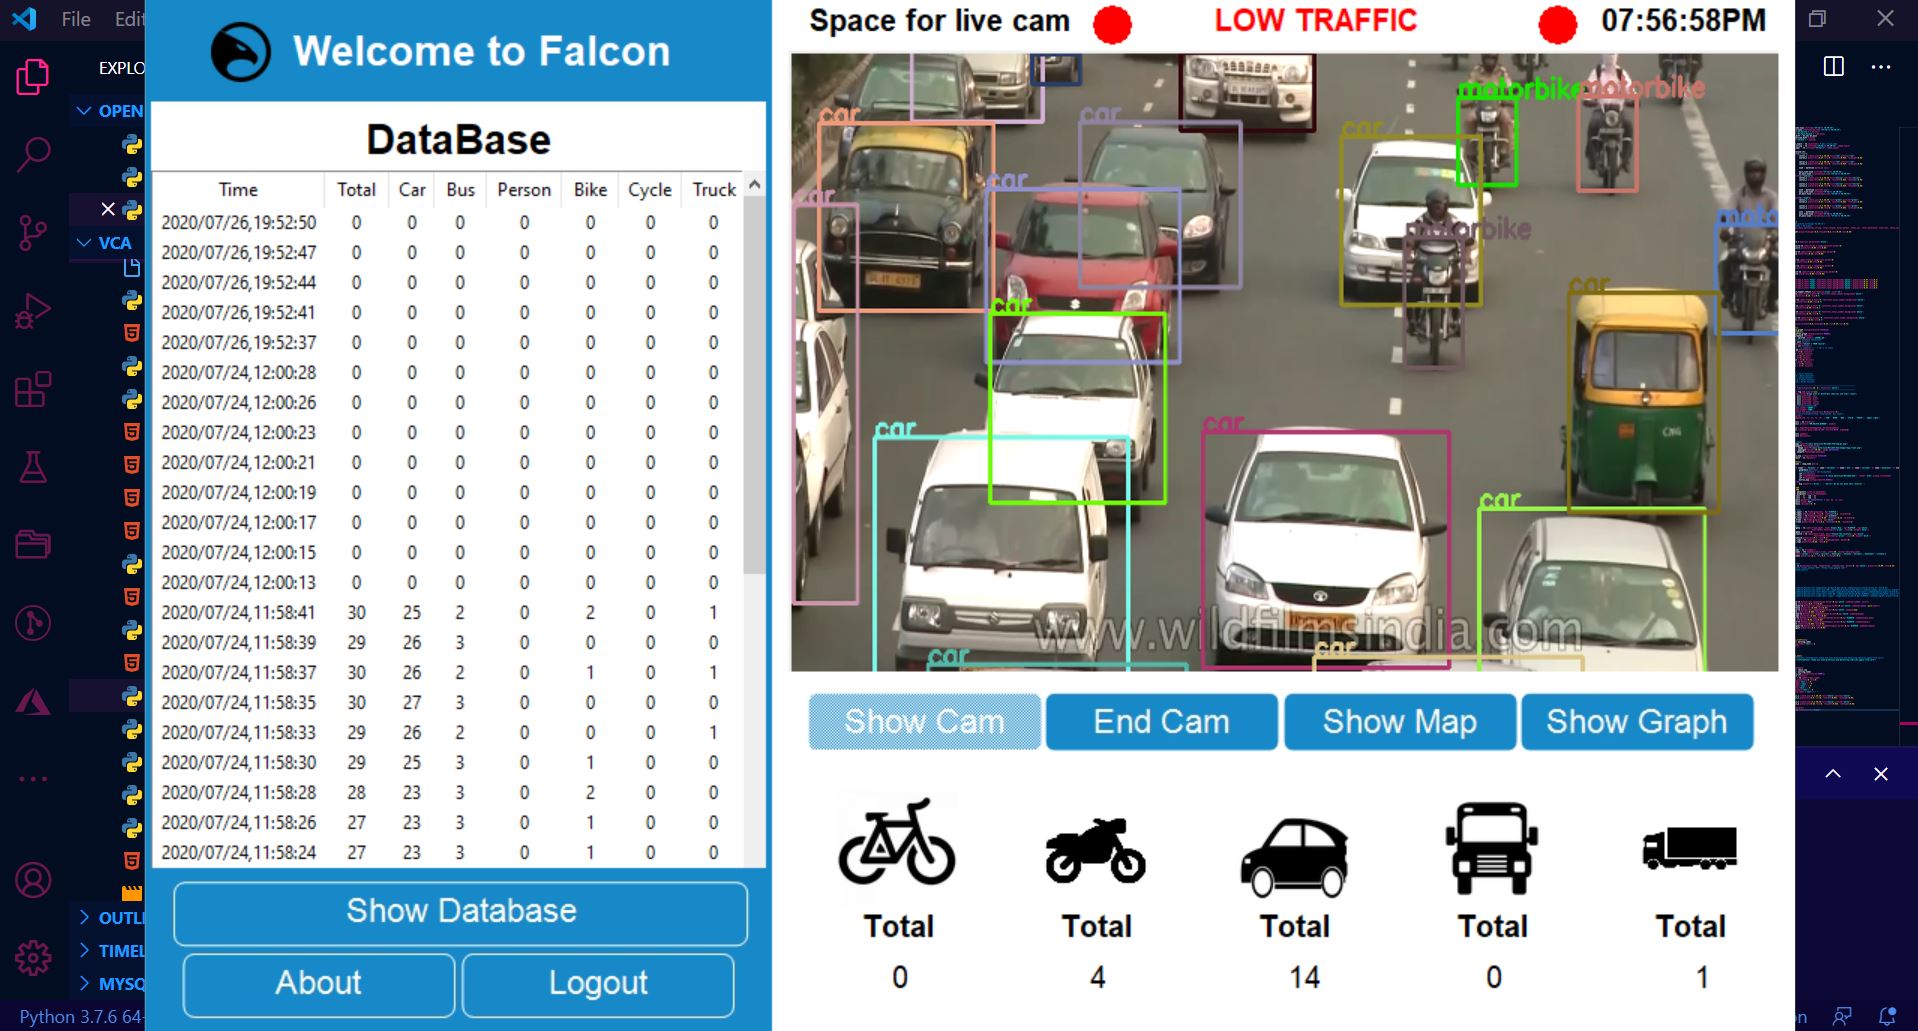 File Edit
EXPLO
OPEN
VCA
OUTLI
TIMEL
MYSQ
Python 3.7.6 64-
Welcome to Falcon
DataBase
Time Total Car Bus Person Bike Cycle Truck
2020/07/26,19:52:50 0 0 0 0 0 0 0
2020/07/26,19:52:47 0 0 0 0 0 0 0
2020/07/26,19:52:44 0 0 0 0 0 0 0
2020/07/26,19:52:41 0 0 0 0 0 0 0
2020/07/26,19:52:37 0 0 0 0 0 0 0
2020/07/24,12:00:28 0 0 0 0 0 0 0
2020/07/24,12:00:26 0 0 0 0 0 0 0
2020/07/24,12:00:23 0 0 0 0 0 0 0
2020/07/24,12:00:21 0 0 0 0 0 0 0
2020/07/24,12:00:19 0 0 0 0 0 0 0
2020/07/24,12:00:17 0 0 0 0 0 0 0
2020/07/24,12:00:15 0 0 0 0 0 0 0
2020/07/24,12:00:13 0 0 0 0 0 0 0
2020/07/24,11:58:41 30 25 2 0 2 0 1
2020/07/24,11:58:39 29 26 3 0 0 0 0
2020/07/24,11:58:37 30 26 2 0 1 0 1
2020/07/24,11:58:35 30 27 3 0 0 0 0
2020/07/24,11:58:33 29 26 2 0 0 0 1
2020/07/24,11:58:30 29 25 3 0 1 0 0
2020/07/24,11:58:28 28 23 3 0 2 0 0
2020/07/24,11:58:26 27 23 3 0 1 0 0
2020/07/24,11:58:24 27 23 3 0 1 0 0
Show Database
About Logout
Space for live cam LOW TRAFFIC 07:56:58PM
motorbike motorbike
car car car
car
car
moto
motorbike
car
car
car
car
car
CNG
www.wildfilmsindia.com
car
car
Show Cam End Cam Show Map Show Graph
Total Total Total Total Total
0 4 14 0 1
on